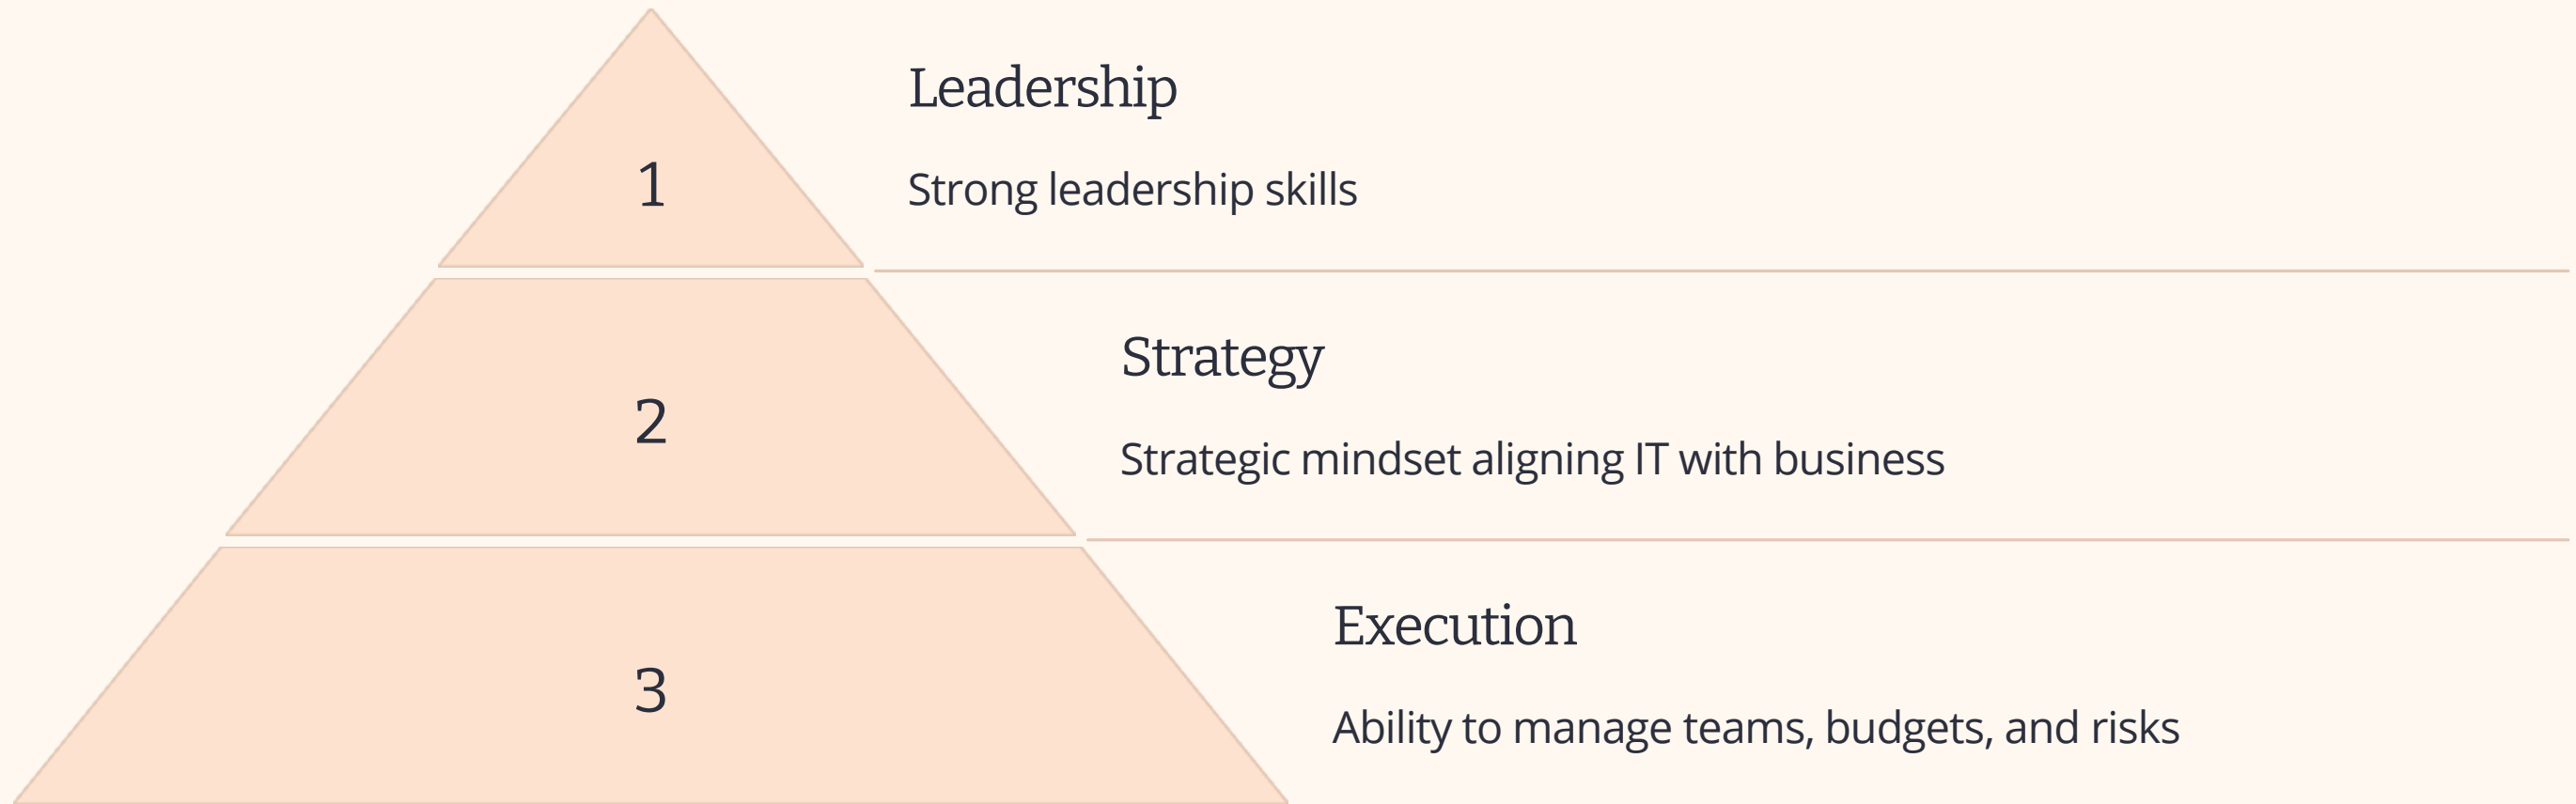 1
Leadership
Strong leadership skills
2
Strategy
Strategic mindset aligning IT with business
3
Execution
Ability to manage teams, budgets, and risks